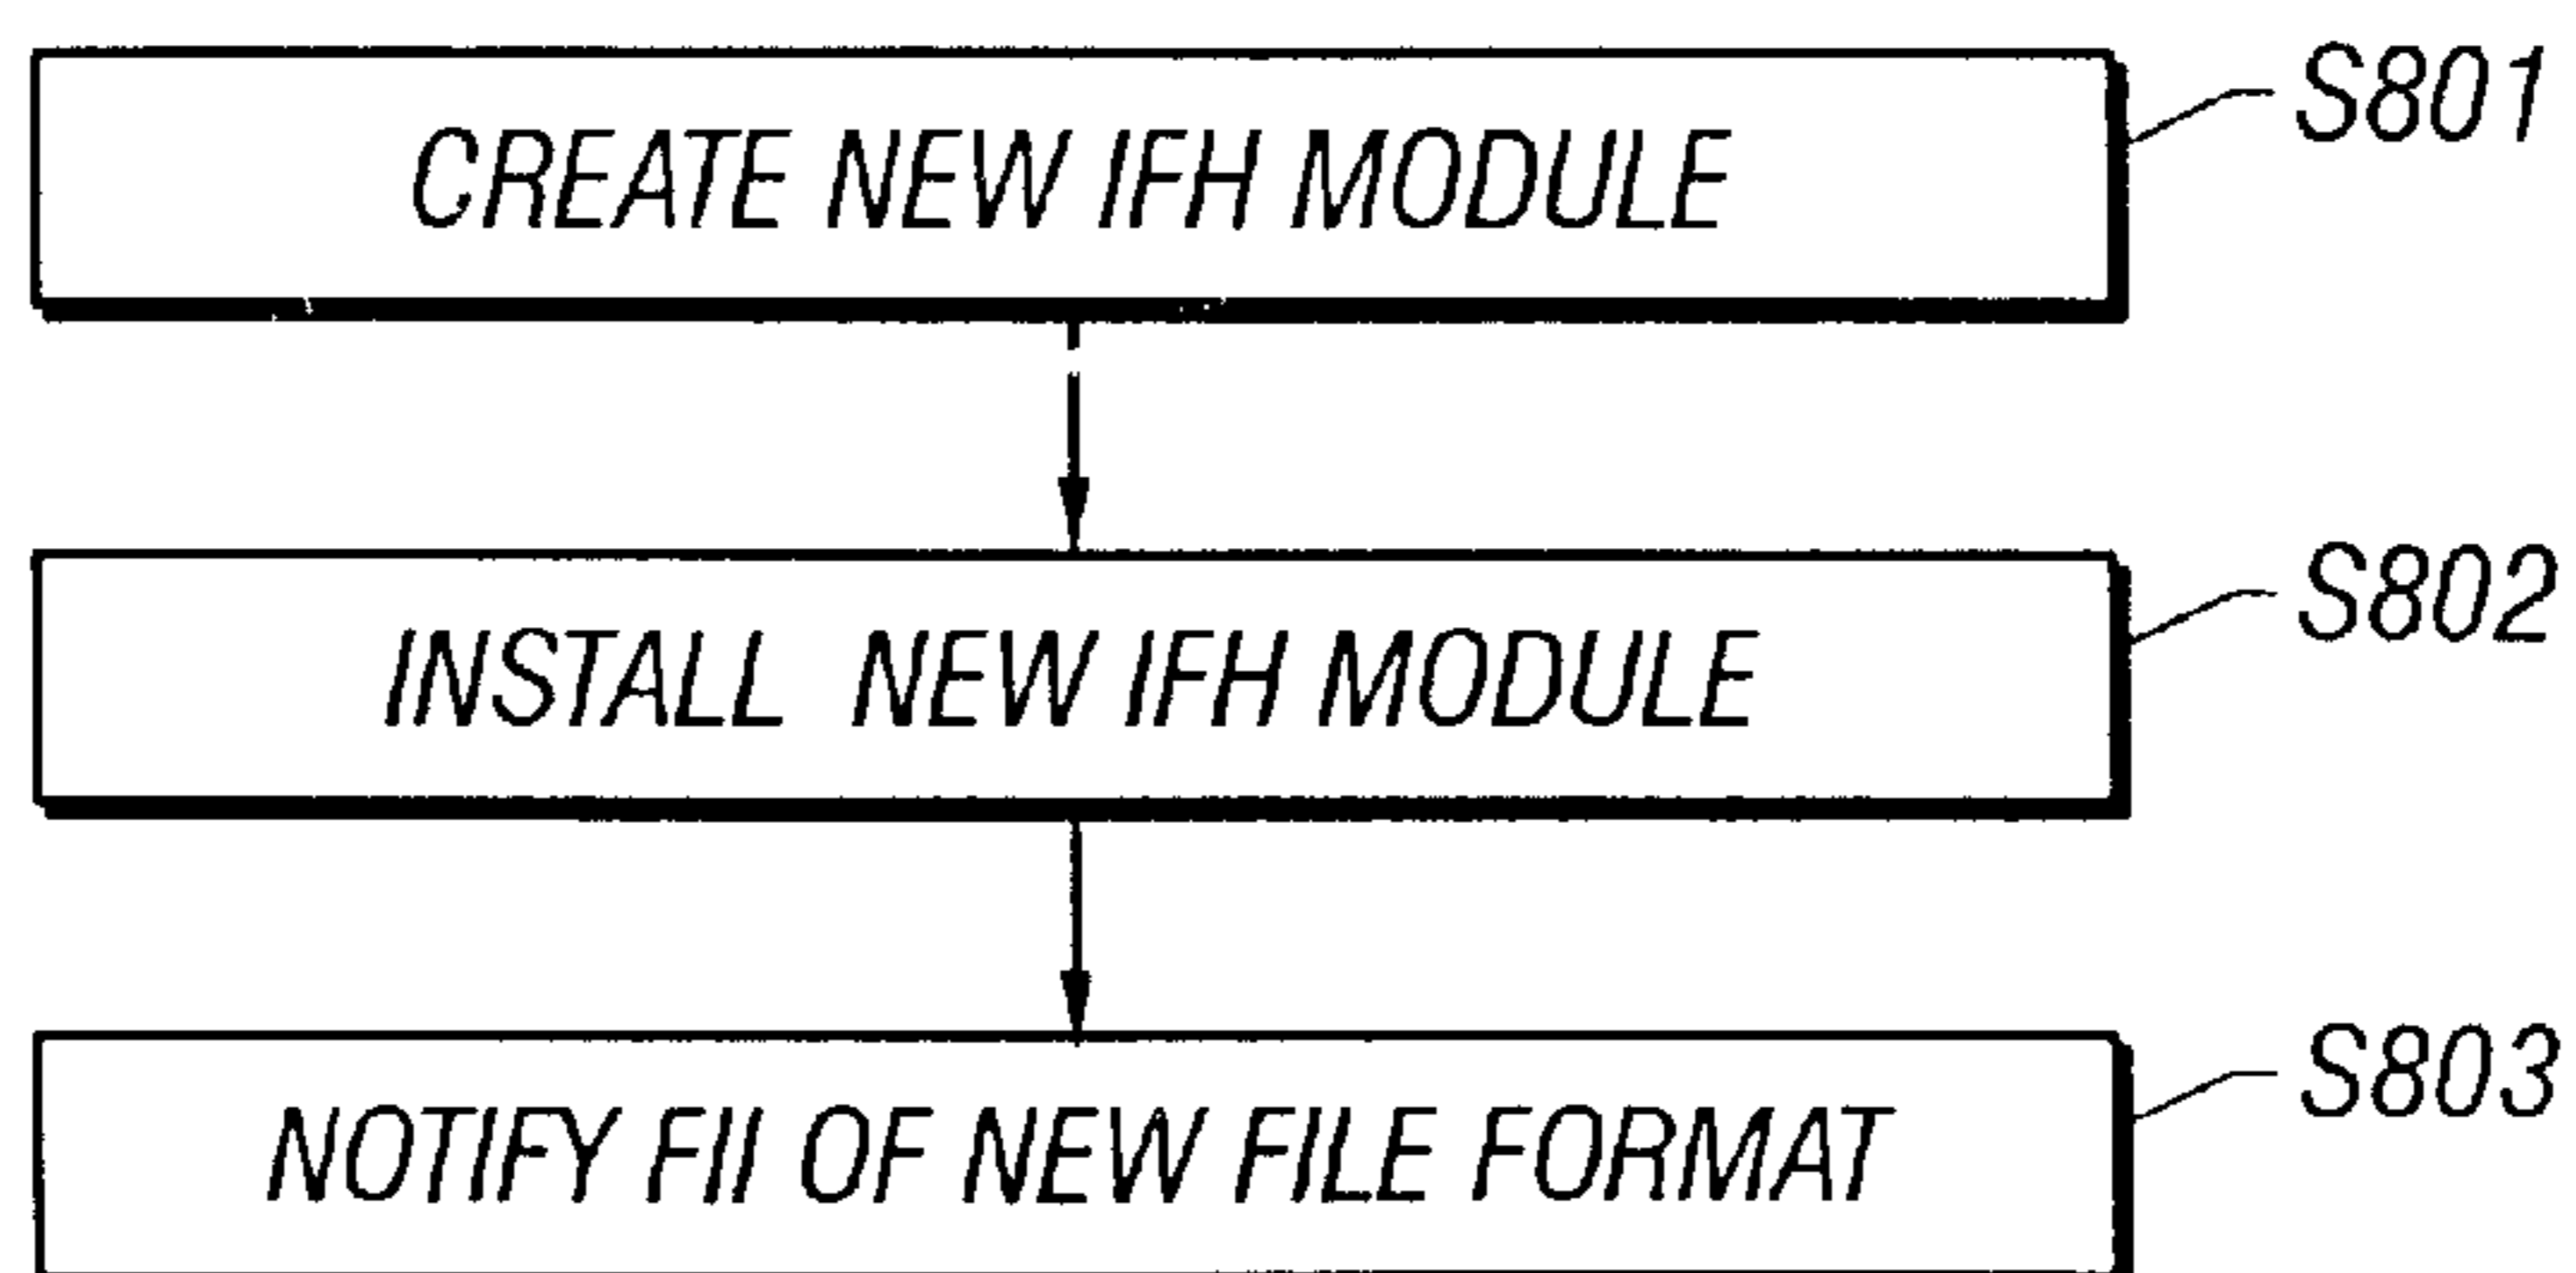 CREATE NEW IFH MODULE
S801
INSTALL NEW IFH MODULE
S802
NOTIFY FII OF NEW FILE FORMAT
S803